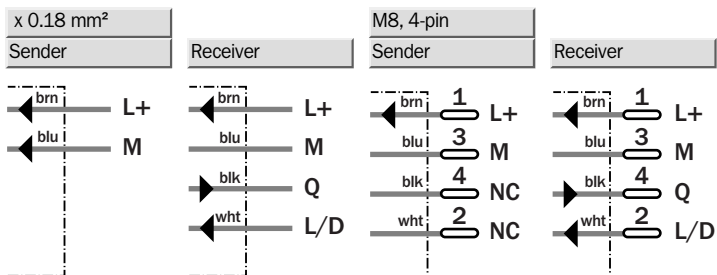 x 0.18 mm²
M8, 4-pin
Sender
Receiver
Sender
Receiver
brn L+
blu M
brn L+
blu M
blk Q
wht L/D
brn 1 L+
blu 3 M
blk 4 NC
wht 2 NC
brn 1 L+
blu 3 M
blk 4 Q
wht 2 L/D